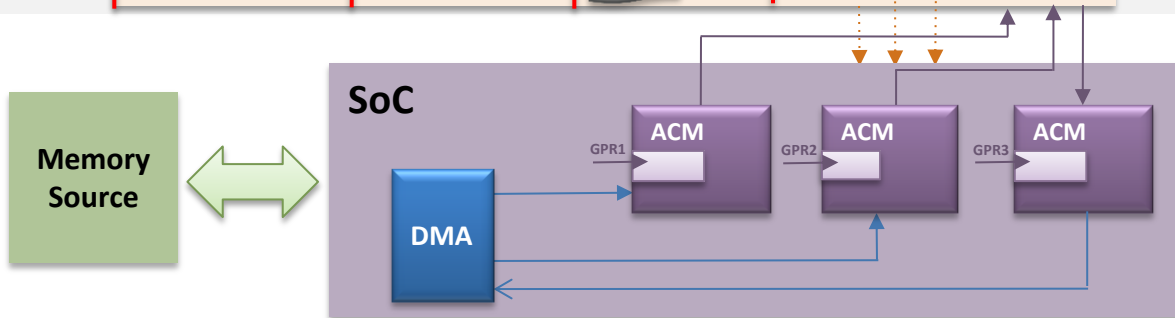 SoC
Memory
Source
ACM
ACM
ACM
GPR1
GPR2
GPR3
DMA